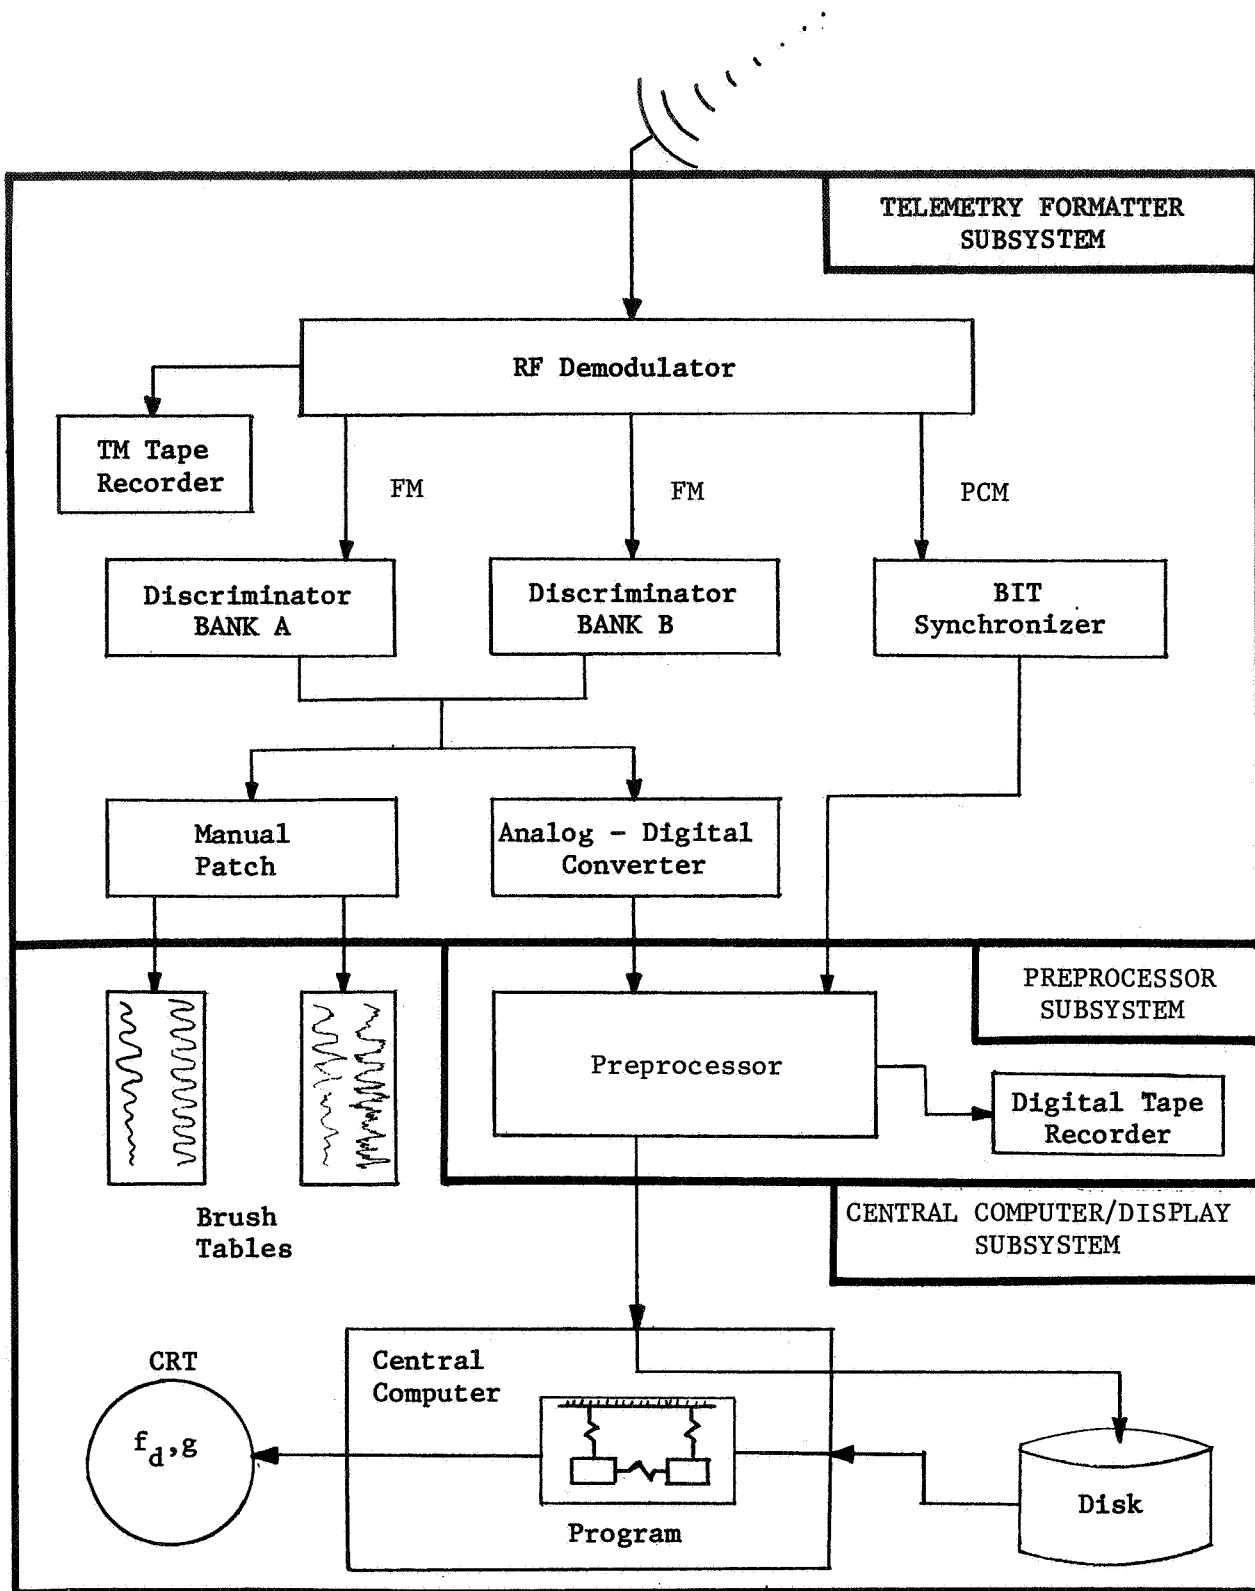 TELEMETRY FORMATTER
SUBSYSTEM
RF Demodulator
TM Tape
Recorder
FM
FM
PCM
Discriminator
BANK A
Discriminator
BANK B
BIT
Synchronizer
Manual
Patch
Analog - Digital
Converter
PREPROCESSOR
SUBSYSTEM
Preprocessor
Digital Tape
Recorder
Brush
Tables
CENTRAL COMPUTER/DISPLAY
SUBSYSTEM
CRT
Central
Computer
f_d,g
Program
Disk